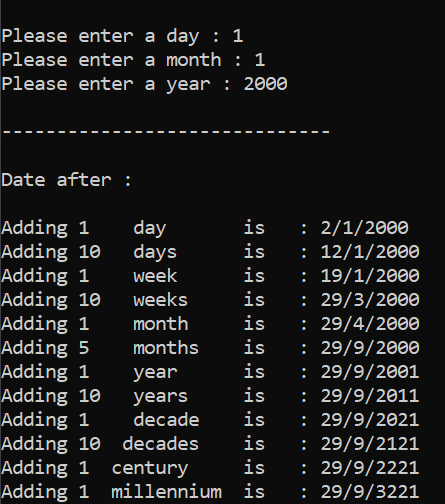 Please enter a day : 1
Please enter a month : 1
Please enter a year : 2000
------------------------------
Date after :
Adding 1    day       is   : 2/1/2000
Adding 10   days      is   : 12/1/2000
Adding 1    week      is   : 19/1/2000
Adding 10   weeks     is   : 29/3/2000
Adding 1    month     is   : 29/4/2000
Adding 5    months    is   : 29/9/2000
Adding 1    year      is   : 29/9/2001
Adding 10   years     is   : 29/9/2011
Adding 1    decade    is   : 29/9/2021
Adding 10  decades    is   : 29/9/2121
Adding 1  century     is   : 29/9/2221
Adding 1  millennium  is   : 29/9/3221